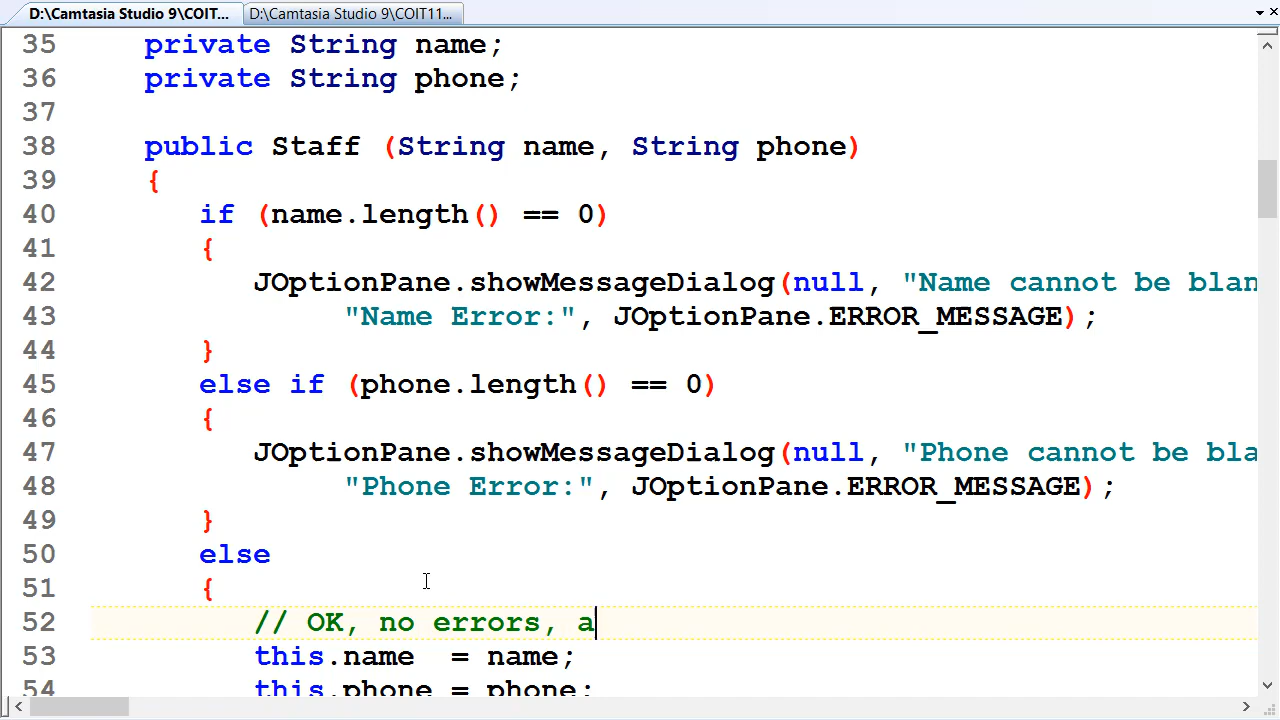 D:\Camtasia Studio 9\COIT... D:\Camtasia Studio 9\COIT11...
35 private String name;
36 private String phone;
37
38 public Staff (String name, String phone)
39 {
40 if (name.length() == 0)
41 {
42 JOptionPane.showMessageDialog(null, "Name cannot be blan
43 "Name Error:", JOptionPane.ERROR_MESSAGE);
44 }
45 else if (phone.length() == 0)
46 {
47 JOptionPane.showMessageDialog(null, "Phone cannot be bla
48 "Phone Error:", JOptionPane.ERROR_MESSAGE);
49 }
50 else
51 {
52 // OK, no errors, a
53 this.name = name;
54 this.phone = phone;